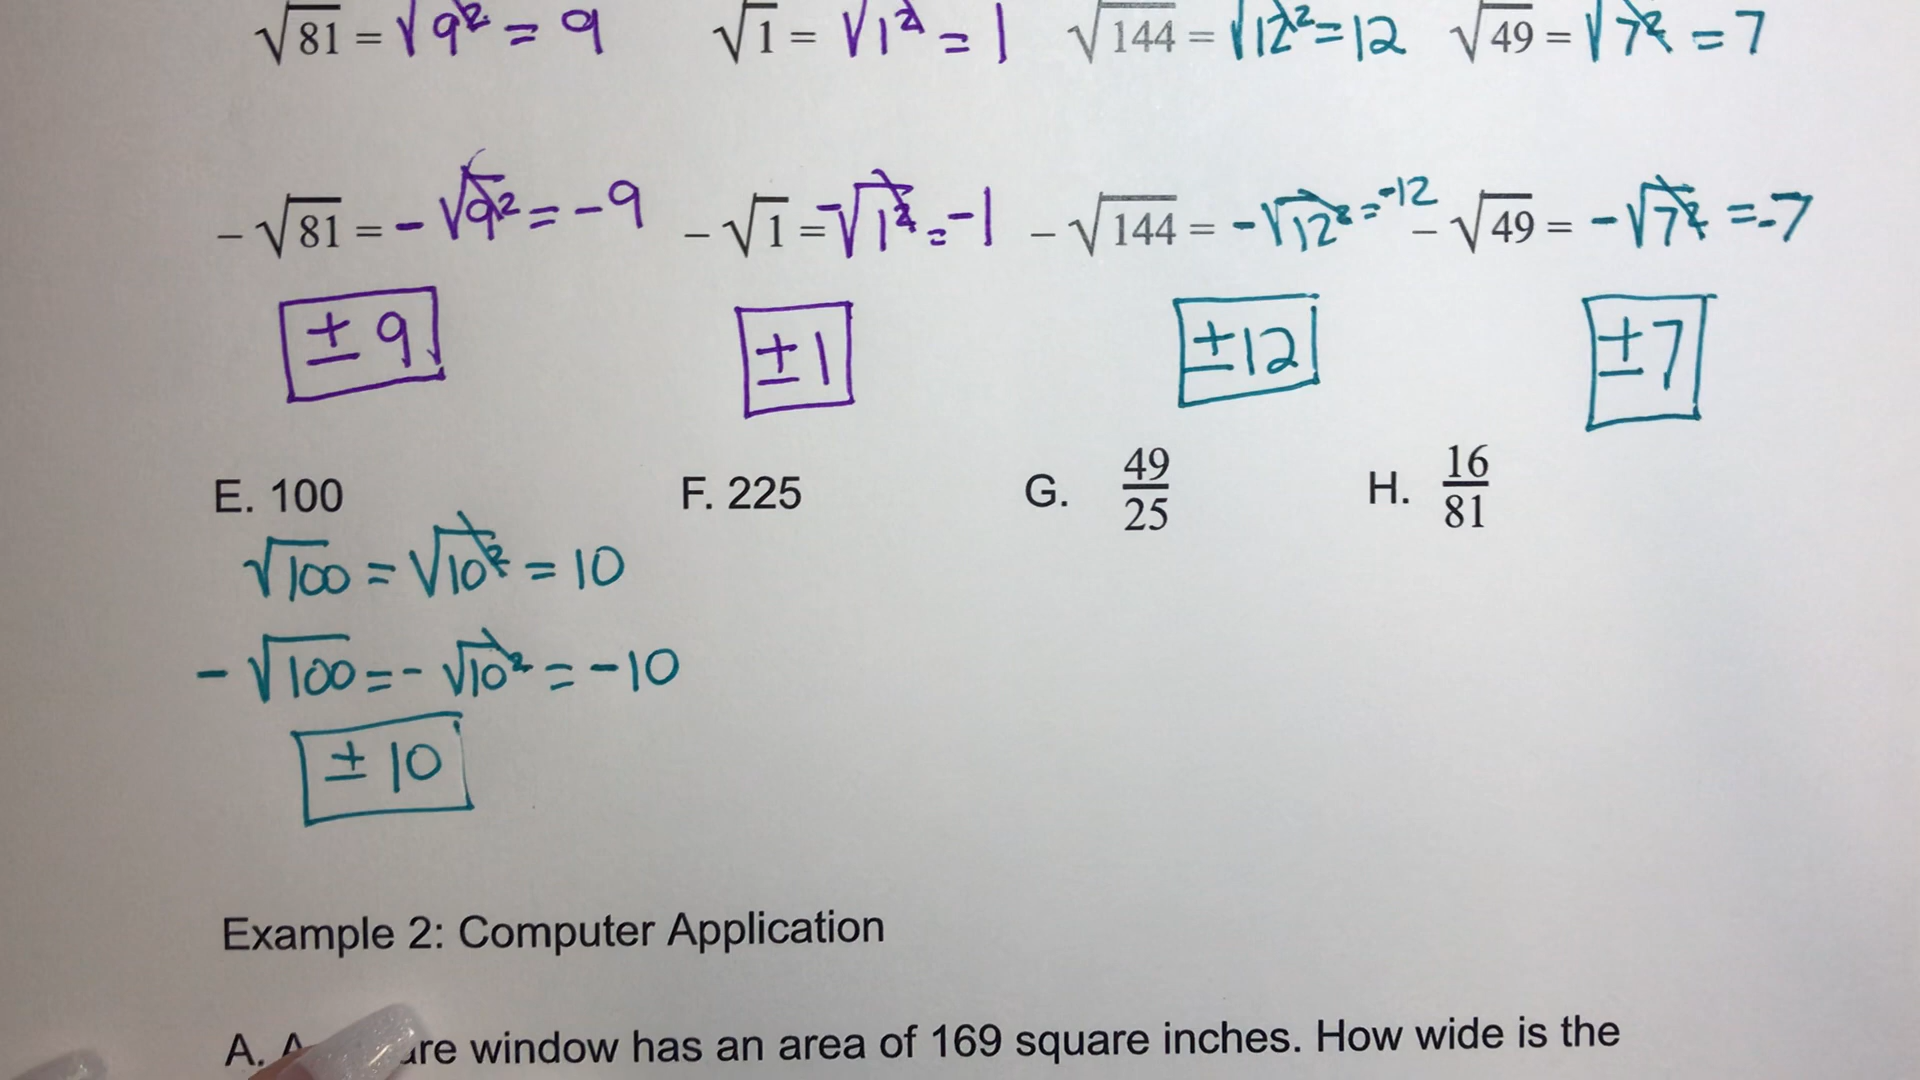 √81 = √9² = 9 √1 = √1² = 1 √144 = √12² = 12 √49 = √7² = 7
-√81 = -√9² = -9 -√1 = -√1² = -1 -√144 = -√12² = -12 -√49 = -√7² = -7
±9 ±1 ±12 ±7
E. 100 F. 225 G. 49/25 H. 16/81
√100 = √10² = 10
-√100 = -√10² = -10
±10
Example 2: Computer Application
A. are window has an area of 169 square inches. How wide is the